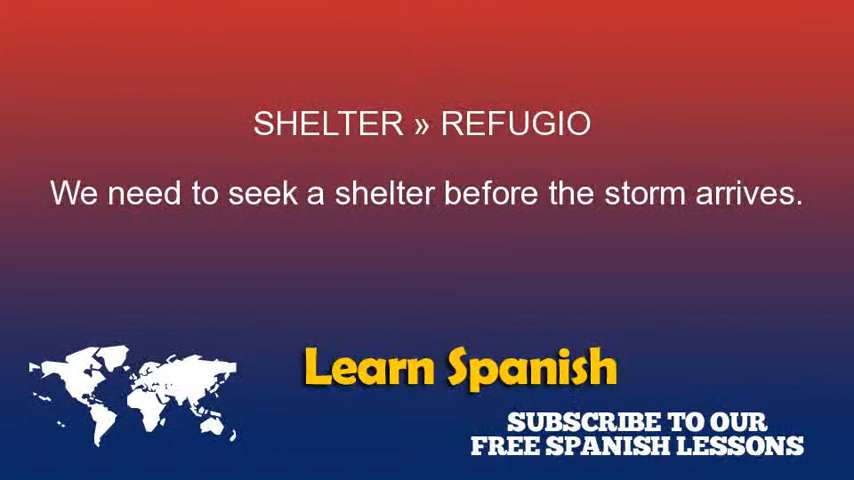 SHELTER » REFUGIO
We need to seek a shelter before the storm arrives.
Learn Spanish
SUBSCRIBE TO OUR
FREE SPANISH LESSONS